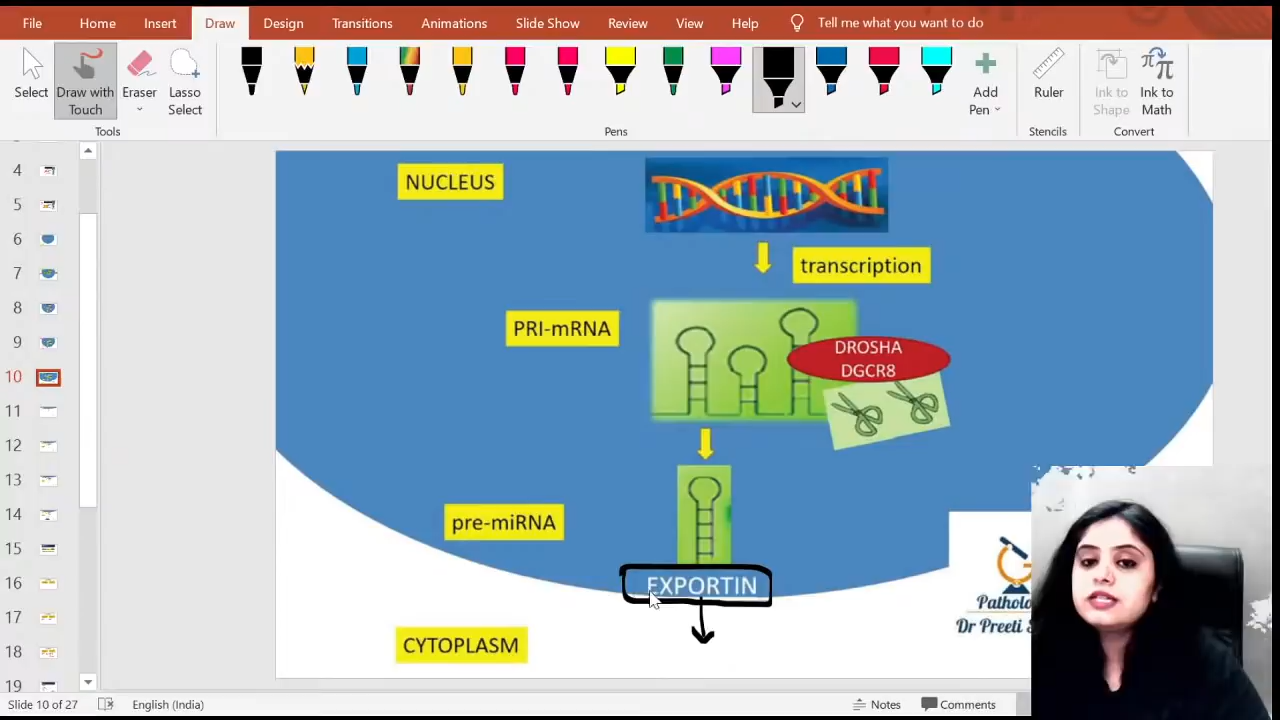 File Home Insert Draw Design Transitions Animations Slide Show Review View Help Tell me what you want to do
Select Draw with Touch Eraser Lasso Select Add Pen Ruler Ink to Shape Ink to Math
Tools Pens Stencils Convert
4
5
6
7
8
9
10
11
12
13
14
15
16
17
18
19
NUCLEUS
transcription
PRI-mRNA
DROSHA
DGCR8
pre-miRNA
EXPORTIN
CYTOPLASM
Dr Preeti
Slide 10 of 27 English (India) Notes Comments